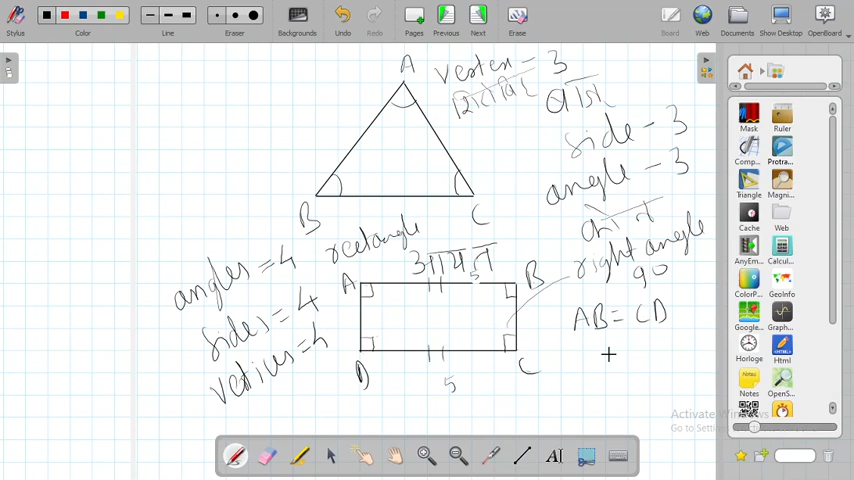 Stylus
Color
Line
Eraser
Backgrounds
Undo
Redo
Pages
Previous
Next
Erase
Board
Web
Documents
Show Desktop
OpenBoard
A
vertex = 3
side - 3
angle - 3
B
C
rectangle
right angle
90
angles = 4
sides = 4
vertices = 4
A
5
B
AB = CD
D
5
C
Mask
Ruler
Comp...
Protra...
Triangle
Magni...
Cache
Web
AnyEm...
Calcul...
ColorP...
GeoInfo
Google...
Graph...
Horloge
Html
Notes
OpenS...
Activate Windows
Go to Settings